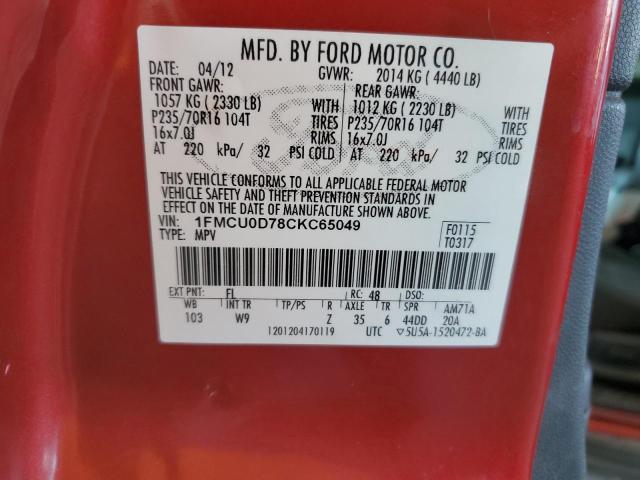 MFD. BY FORD MOTOR CO.
DATE: 04/12 GVWR: 2014 KG ( 4440 LB)
FRONT GAWR: REAR GAWR:
1057 KG ( 2330 LB) WITH 1012 KG ( 2230 LB) WITH
P235/70R16 104T TIRES P235/70R16 104T TIRES
16x7.0J RIMS 16x7.0J RIMS
AT 220 kPa/ 32 PSI COLD AT 220 kPa/ 32 PSI COLD
THIS VEHICLE CONFORMS TO ALL APPLICABLE FEDERAL MOTOR
VEHICLE SAFETY AND THEFT PREVENTION STANDARDS IN
EFFECT ON THE DATE OF MANUFACTURE SHOWN ABOVE.
VIN: 1FMCU0D78CKC65049 F0115
TYPE: MPV T0317
EXT PNT: FL RC: 48 DSO:
WB INT TR TP/PS R AXLE TR SPR AM71A
103 W9 Z 35 6 44DD 20A
1201204170119 UTC ▽5U5A-1520472-BA